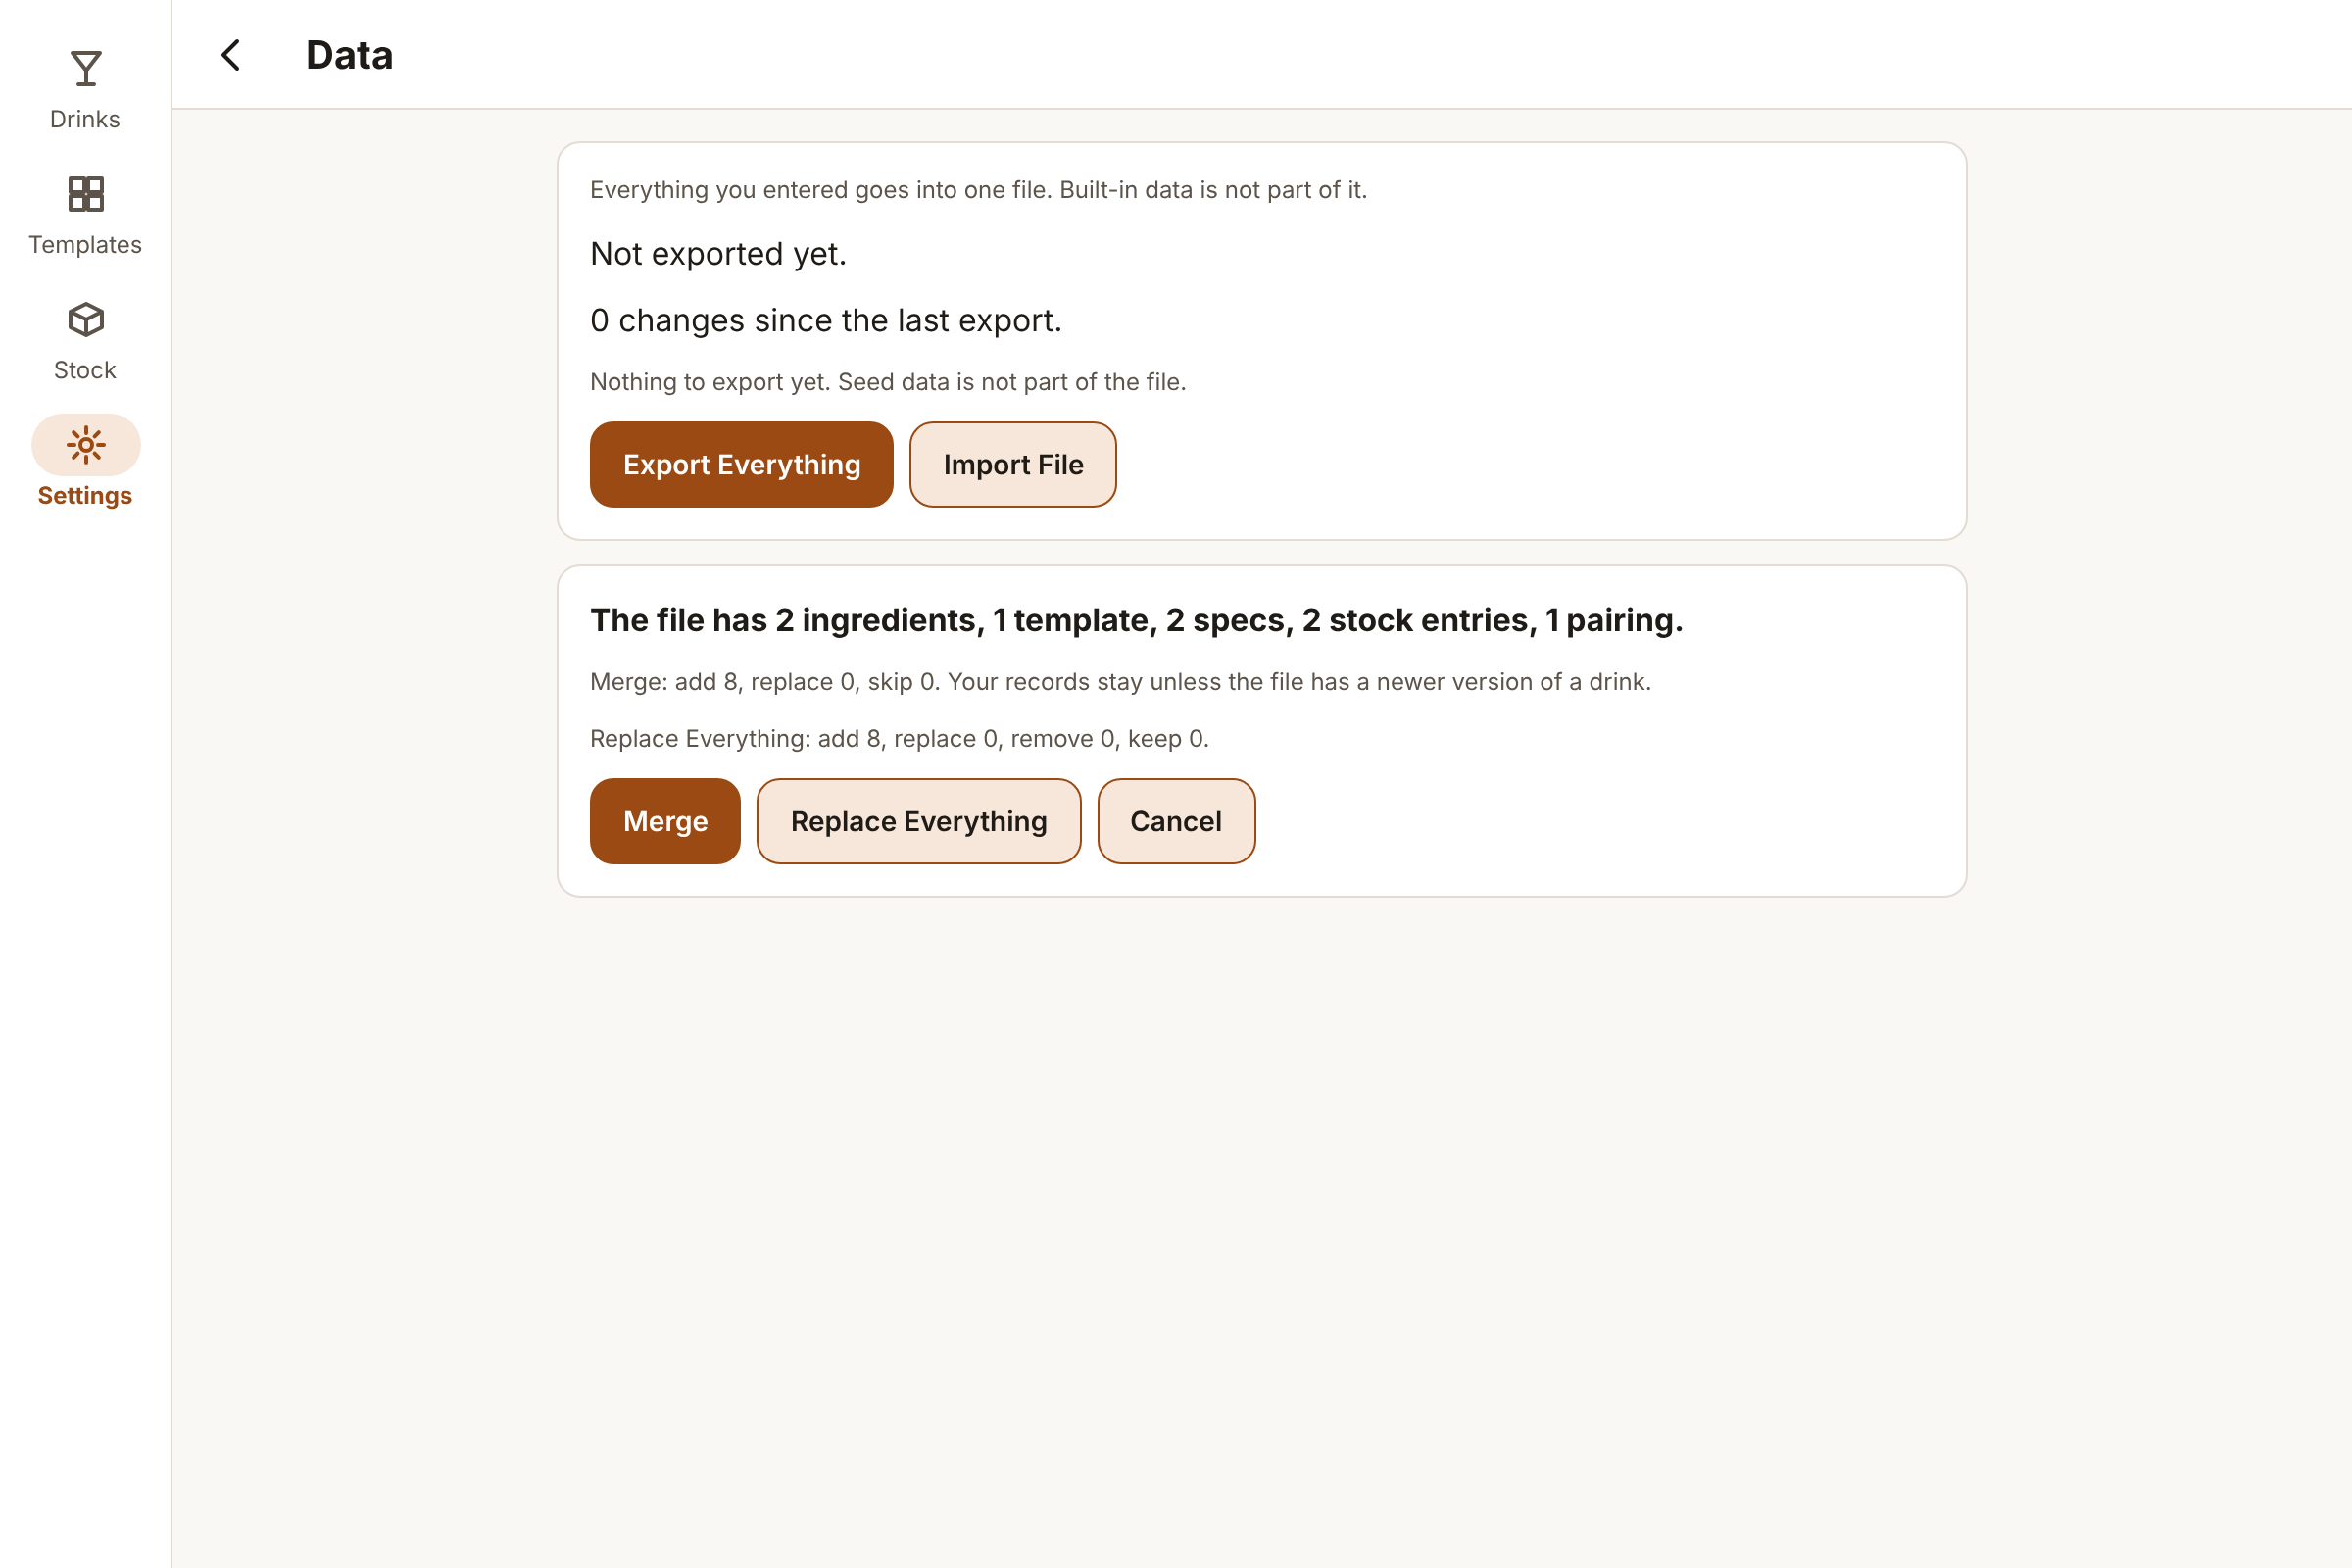 Drinks
Templates
Stock
Settings
Data
Everything you entered goes into one file. Built-in data is not part of it.
Not exported yet.
0 changes since the last export.
Nothing to export yet. Seed data is not part of the file.
Export Everything
Import File
The file has 2 ingredients, 1 template, 2 specs, 2 stock entries, 1 pairing.
Merge: add 8, replace 0, skip 0. Your records stay unless the file has a newer version of a drink.
Replace Everything: add 8, replace 0, remove 0, keep 0.
Merge
Replace Everything
Cancel